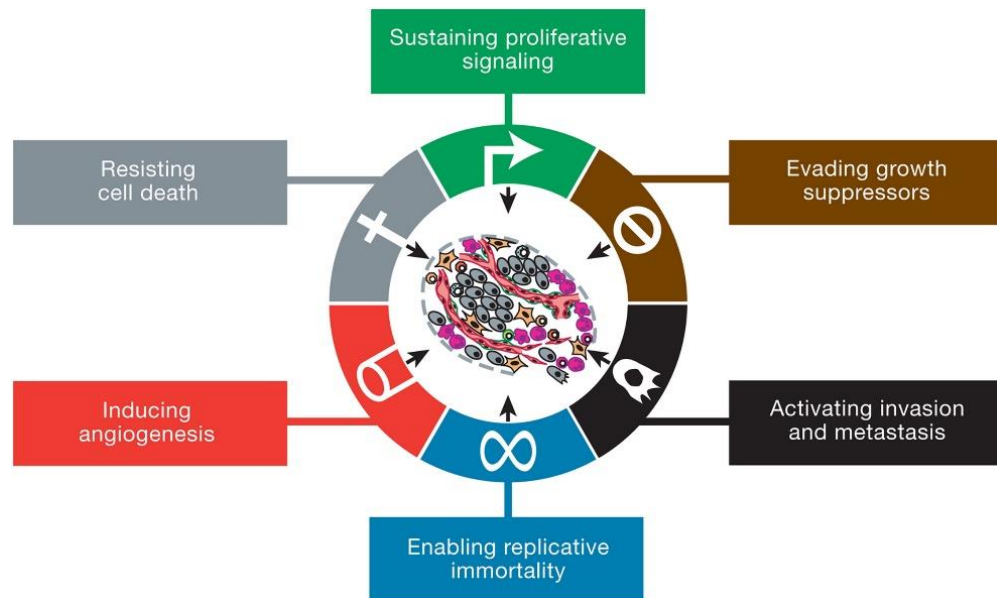 Sustaining proliferative
signaling
Resisting
cell death
Evading growth
suppressors
Inducing
angiogenesis
Activating invasion
and metastasis
Enabling replicative
immortality